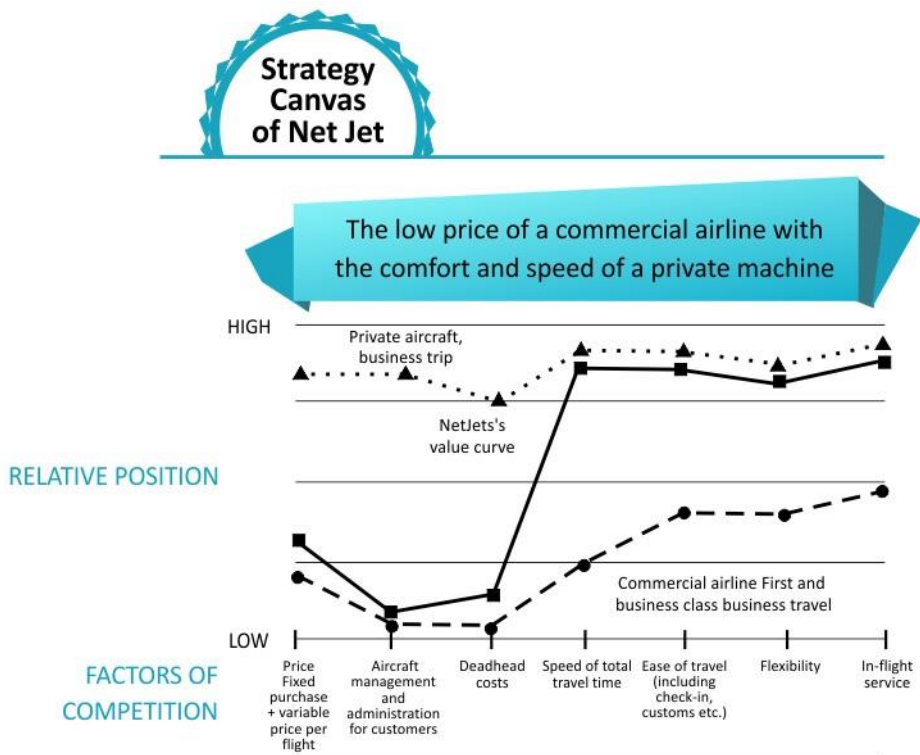 Strategy
Canvas
of Net Jet
The low price of a commercial airline with
the comfort and speed of a private machine
HIGH
Private aircraft,
business trip
NetJets's
value curve
RELATIVE POSITION
Commercial airline First and
business class business travel
LOW
FACTORS OF
COMPETITION
Price
Fixed
purchase
+ variable
price per
flight
Aircraft
management
and
administration
for customers
Deadhead
costs
Speed of total
travel time
Ease of travel
(including
check-in,
customs etc.)
Flexibility
In-flight
service